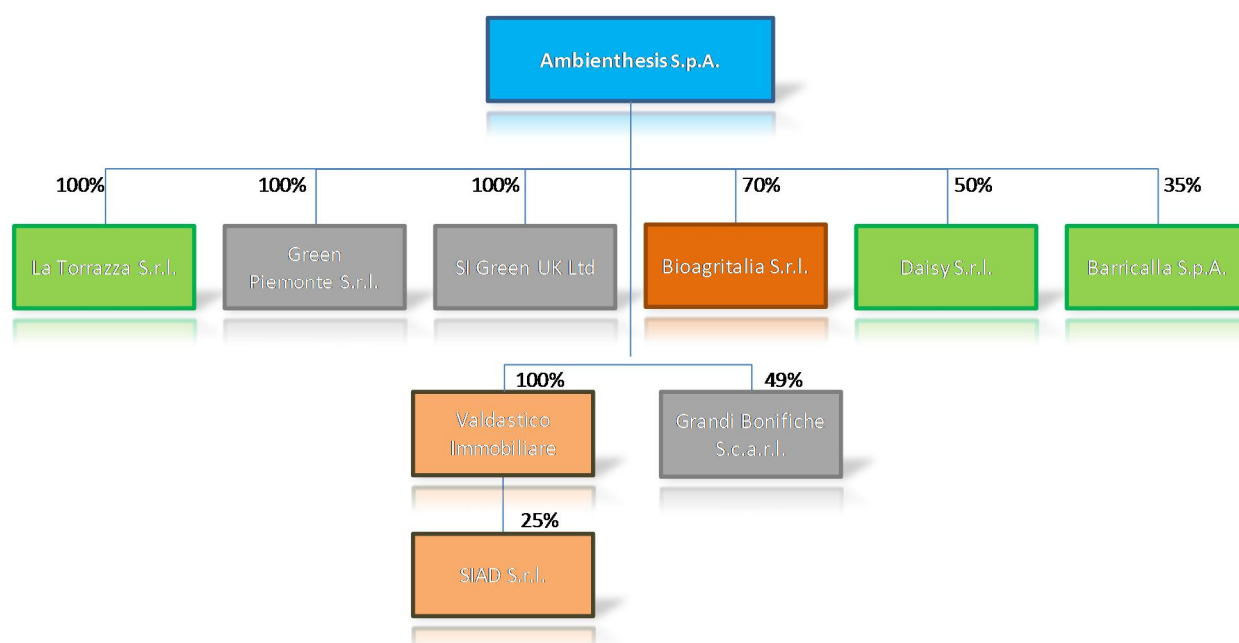 Ambienthesis S.p.A.
100%
100%
100%
70%
50%
35%
La Torrazza S.r.l.
Green
Piemonte S.r.l.
SI Green UK Ltd
Bioagritalia S.r.l.
Daisy S.r.l.
Barricalla S.p.A.
100%
49%
Valdastico
Immobiliare
Grandi Bonifiche
S.c.a.r.l.
25%
SIAD S.r.l.